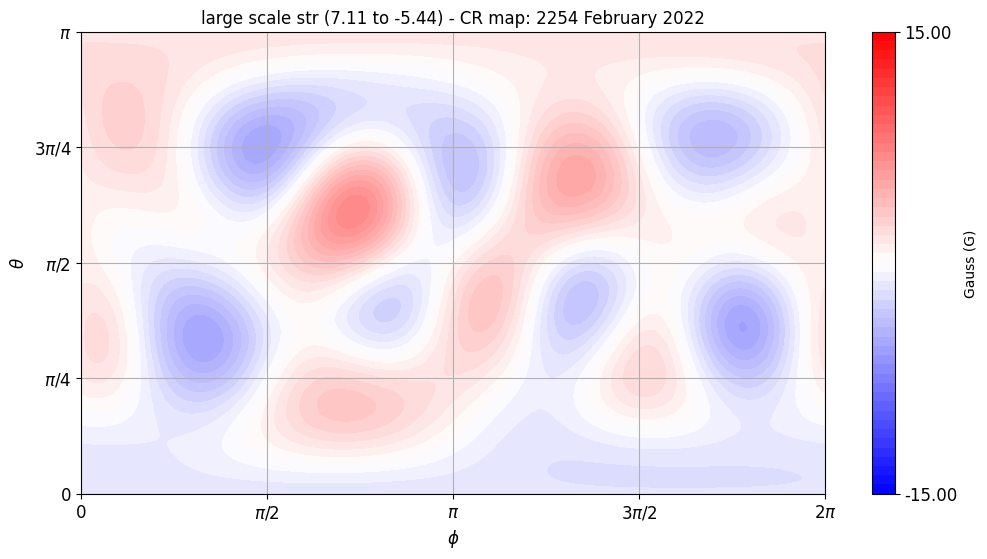 large scale str (7.11 to -5.44) - CR map: 2254 February 2022
π
3π/4
π/2
π/4
0
θ
0
π/2
π
3π/2
2π
ϕ
15.00
-15.00
Gauss (G)